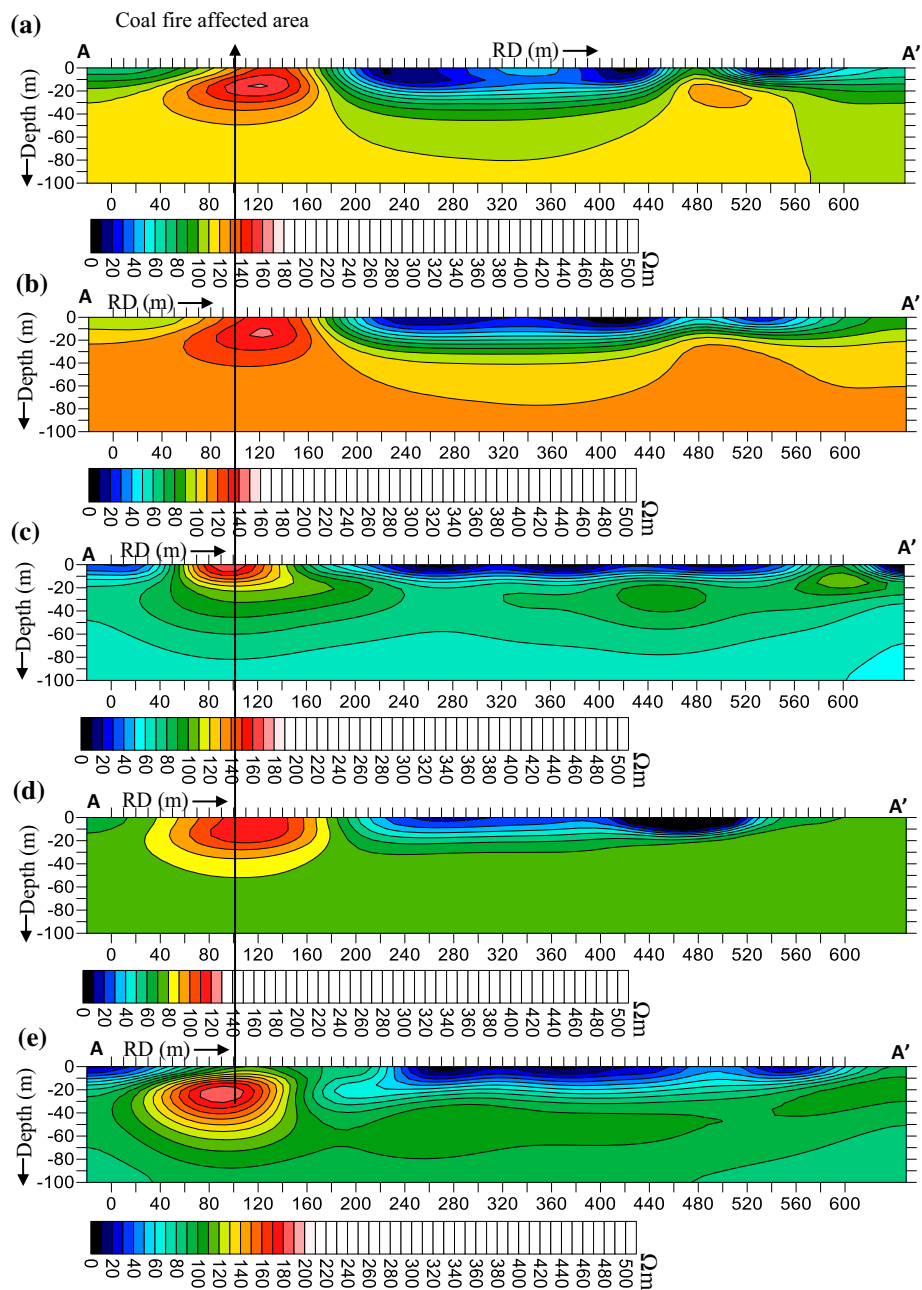 Coal fire affected area
(a)
A RD (m) A’
Depth (m)
0
-20
-40
-60
-80
-100
0 40 80 120 160 200 240 280 320 360 400 440 480 520 560 600
0 20 40 60 80 100 120 140 160 180 200 220 240 260 280 300 320 340 360 380 400 420 440 460 480 500 Ωm
(b)
A RD (m) A’
Depth (m)
0
-20
-40
-60
-80
-100
0 40 80 120 160 200 240 280 320 360 400 440 480 520 560 600
0 20 40 60 80 100 120 140 160 180 200 220 240 260 280 300 320 340 360 380 400 420 440 460 480 500 Ωm
(c)
A RD (m) A’
Depth (m)
0
-20
-40
-60
-80
-100
0 40 80 120 160 200 240 280 320 360 400 440 480 520 560 600
0 20 40 60 80 100 120 140 160 180 200 220 240 260 280 300 320 340 360 380 400 420 440 460 480 500 Ωm
(d)
A RD (m) A’
Depth (m)
0
-20
-40
-60
-80
-100
0 40 80 120 160 200 240 280 320 360 400 440 480 520 560 600
0 20 40 60 80 100 120 140 160 180 200 220 240 260 280 300 320 340 360 380 400 420 440 460 480 500 Ωm
(e)
A RD (m) A’
Depth (m)
0
-20
-40
-60
-80
-100
0 40 80 120 160 200 240 280 320 360 400 440 480 520 560 600
0 20 40 60 80 100 120 140 160 180 200 220 240 260 280 300 320 340 360 380 400 420 440 460 480 500 Ωm